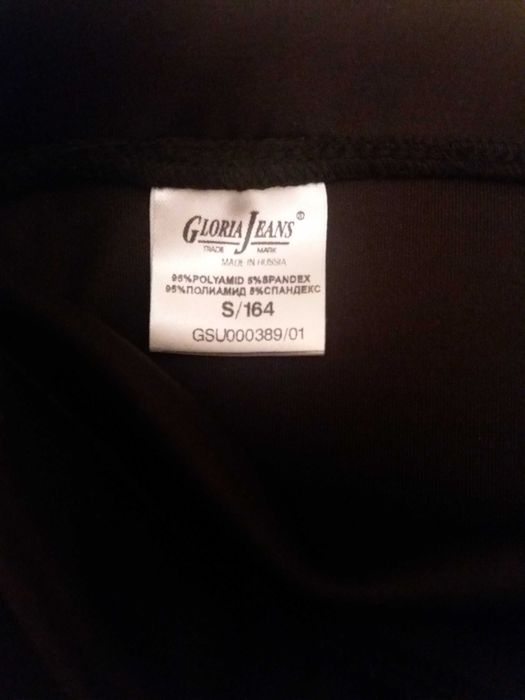 GLORIA JEANS®
TRADE MARK
MADE IN RUSSIA
95%POLYAMID 5%SPANDEX
95%ПОЛИАМИД 5%СПАНДЕКС
S/164
GSU000389/01